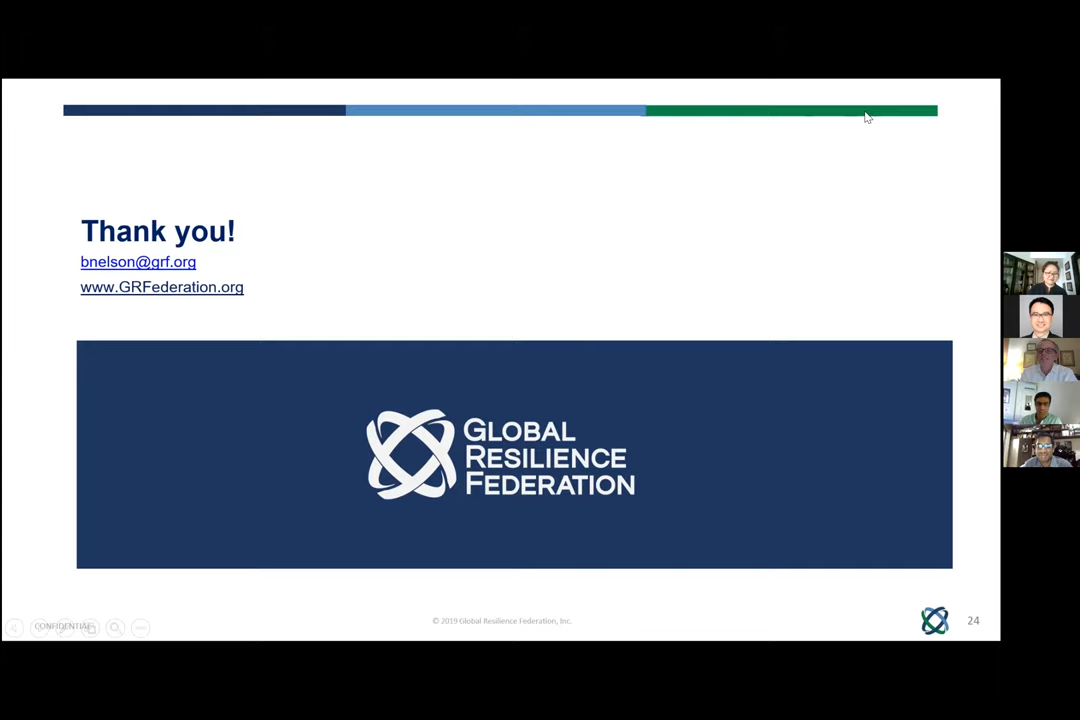 Thank you!
bnelson@grf.org
www.GRFederation.org
GLOBAL
RESILIENCE
FEDERATION
CONFIDENTIAL
© 2019 Global Resilience Federation, Inc.
24